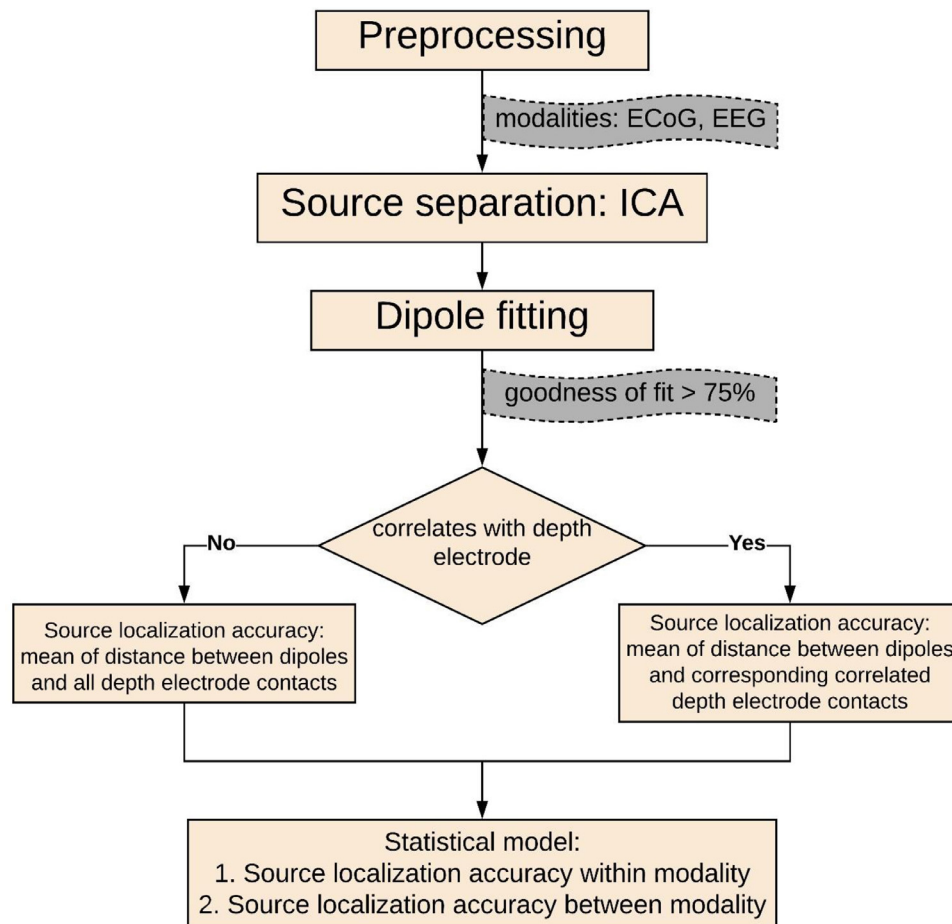 Preprocessing
modalities: ECoG, EEG
Source separation: ICA
Dipole fitting
goodness of fit > 75%
correlates with depth
electrode
No
Yes
Source localization accuracy:
mean of distance between dipoles
and all depth electrode contacts
Source localization accuracy:
mean of distance between dipoles
and corresponding correlated
depth electrode contacts
Statistical model:
1. Source localization accuracy within modality
2. Source localization accuracy between modality